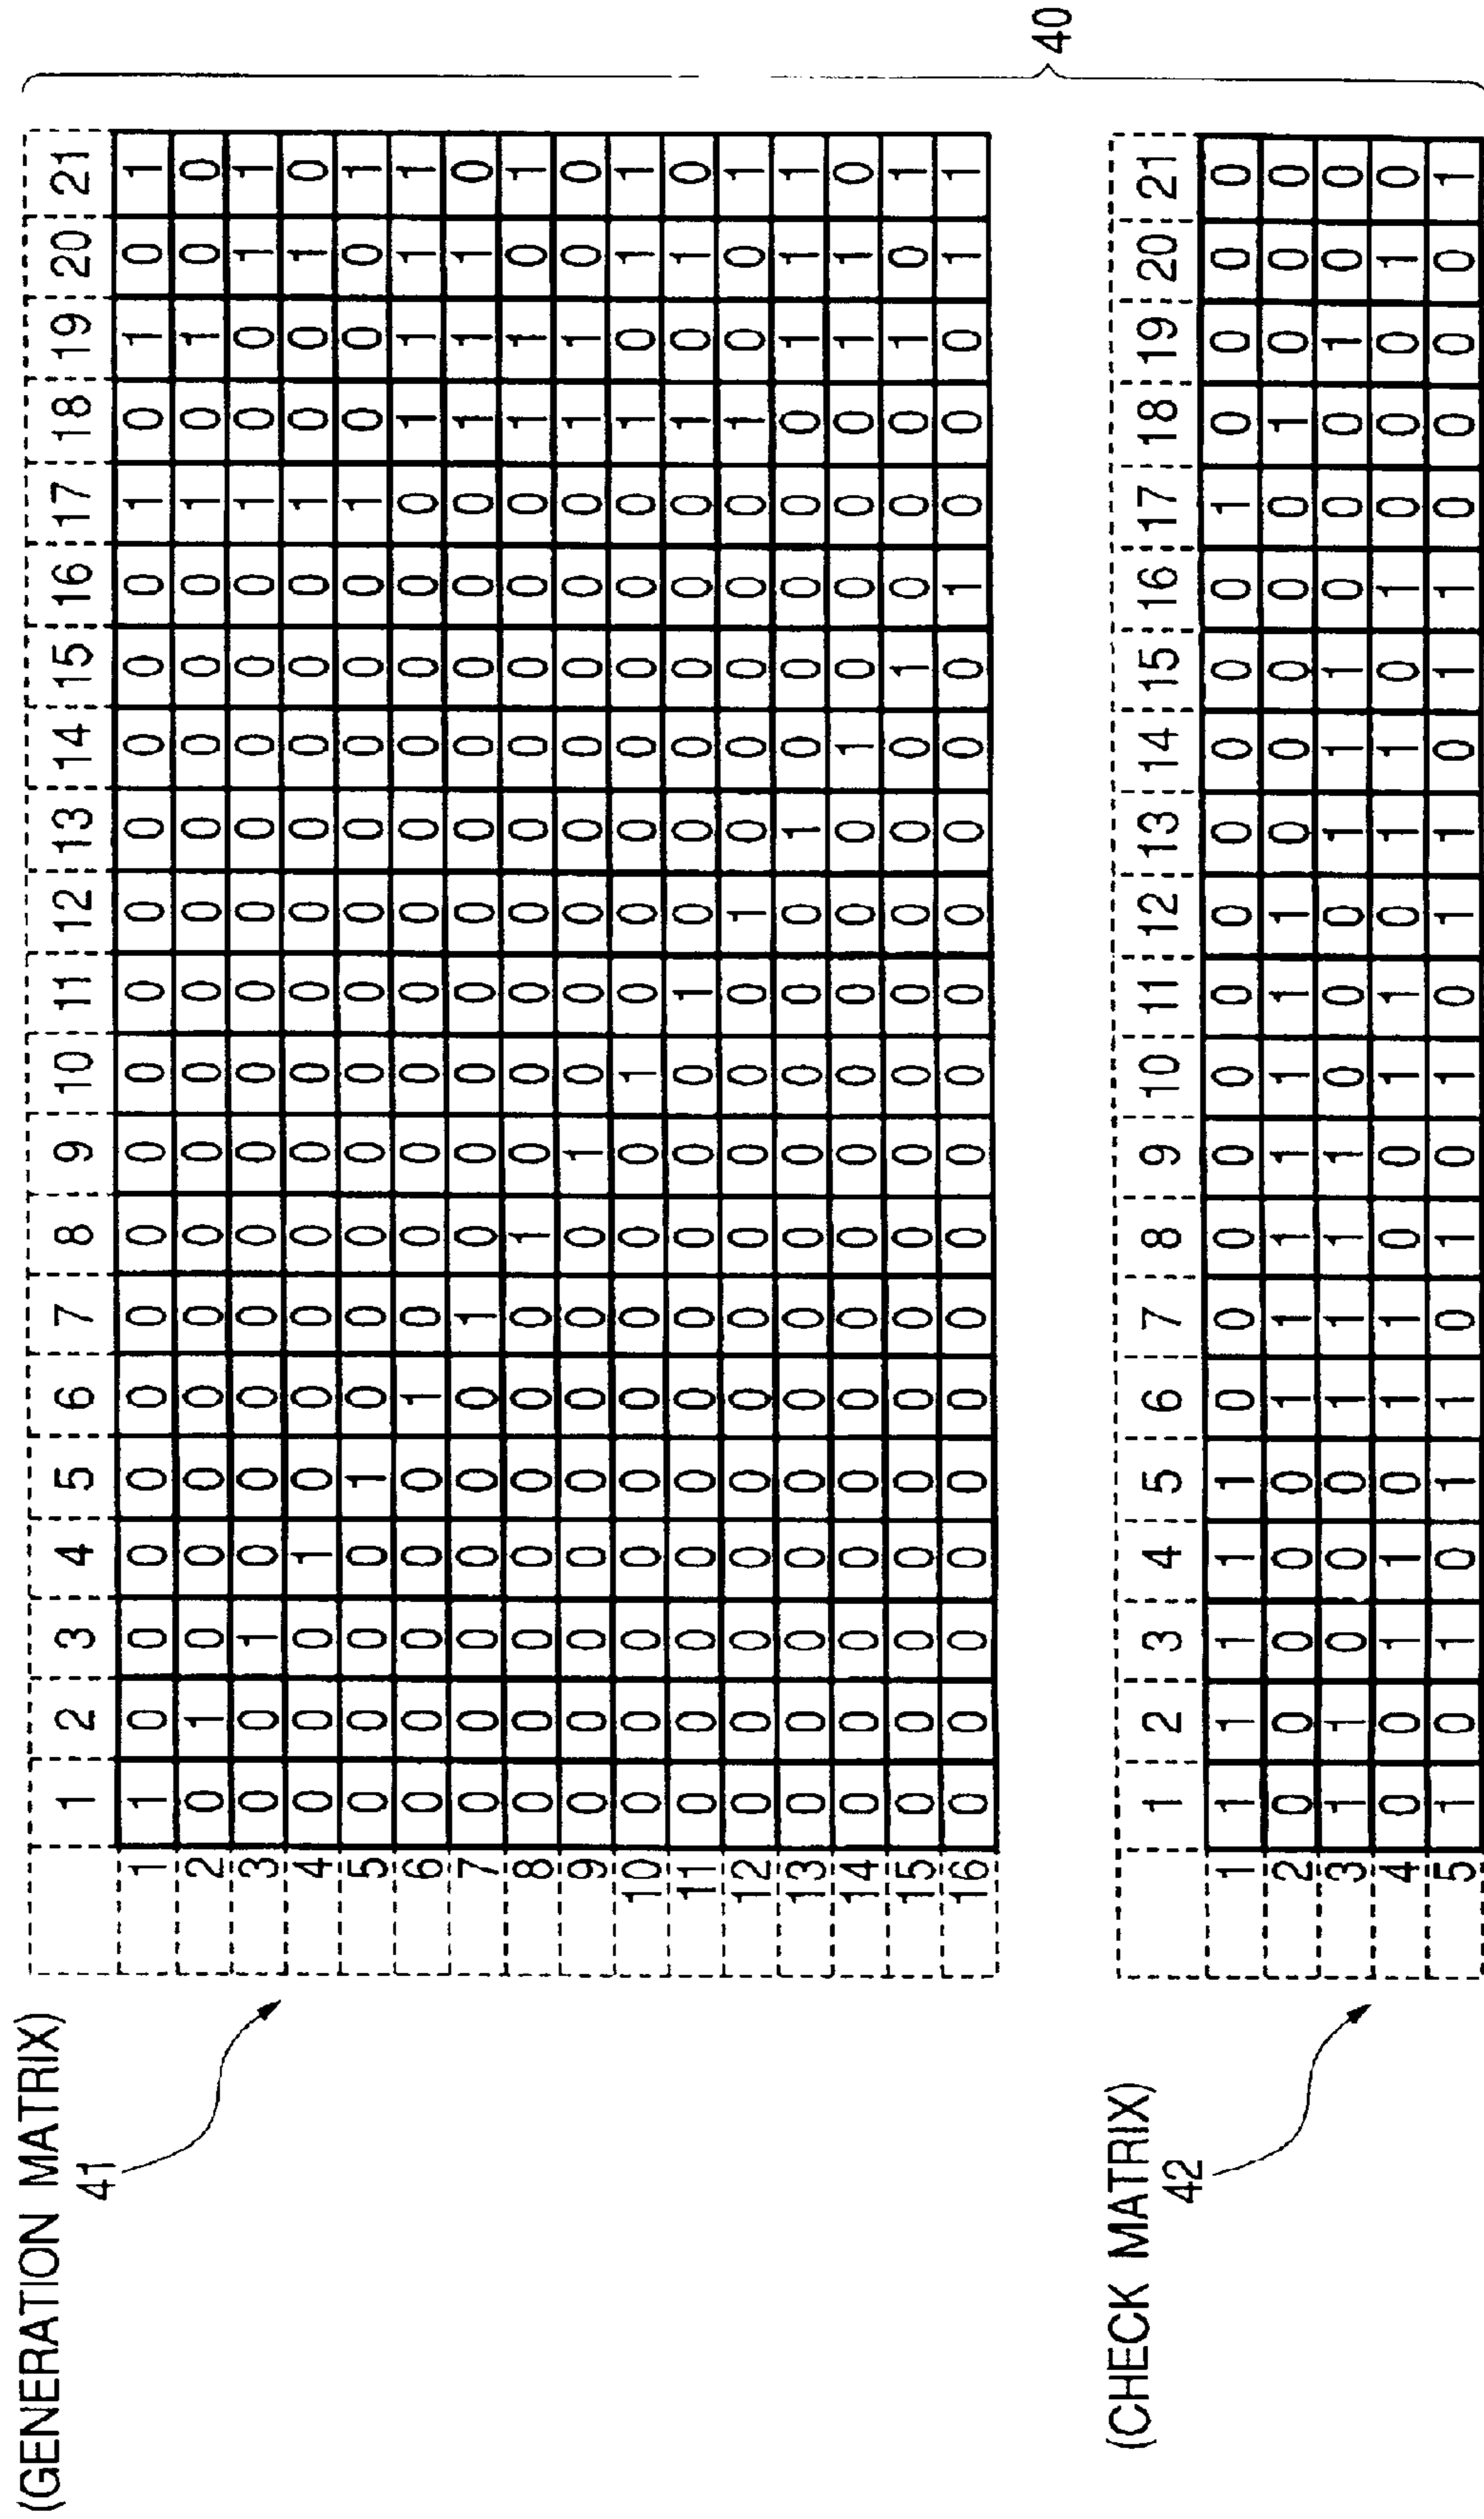 (GENERATION MATRIX)
41
1 2 3 4 5 6 7 8 9 10 11 12 13 14 15 16 17 18 19 20 21
1 1 0 0 0 0 0 0 0 0 0 0 0 0 0 0 0 1 0 1 0 1
2 0 1 0 0 0 0 0 0 0 0 0 0 0 0 0 0 1 0 1 0 0
3 0 0 1 0 0 0 0 0 0 0 0 0 0 0 0 0 1 0 0 1 1
4 0 0 0 1 0 0 0 0 0 0 0 0 0 0 0 0 1 0 0 1 0
5 0 0 0 0 1 0 0 0 0 0 0 0 0 0 0 0 1 0 0 0 1
6 0 0 0 0 0 1 0 0 0 0 0 0 0 0 0 0 0 1 1 1 1
7 0 0 0 0 0 0 1 0 0 0 0 0 0 0 0 0 0 1 1 1 0
8 0 0 0 0 0 0 0 1 0 0 0 0 0 0 0 0 0 1 1 0 1
9 0 0 0 0 0 0 0 0 1 0 0 0 0 0 0 0 0 1 1 0 0
10 0 0 0 0 0 0 0 0 0 1 0 0 0 0 0 0 0 1 0 1 1
11 0 0 0 0 0 0 0 0 0 0 1 0 0 0 0 0 0 1 0 1 0
12 0 0 0 0 0 0 0 0 0 0 0 1 0 0 0 0 0 1 0 0 1
13 0 0 0 0 0 0 0 0 0 0 0 0 1 0 0 0 0 0 1 1 1
14 0 0 0 0 0 0 0 0 0 0 0 0 0 1 0 0 0 0 1 1 0
15 0 0 0 0 0 0 0 0 0 0 0 0 0 0 1 0 0 0 1 0 1
16 0 0 0 0 0 0 0 0 0 0 0 0 0 0 0 1 0 0 0 1 1
40
(CHECK MATRIX)
42
1 2 3 4 5 6 7 8 9 10 11 12 13 14 15 16 17 18 19 20 21
1 1 1 1 1 1 0 0 0 0 0 0 0 0 0 0 0 1 0 0 0 0
2 0 0 0 0 0 1 1 1 1 1 1 1 0 0 0 0 0 1 0 0 0
3 1 1 0 0 0 1 1 1 1 0 0 0 1 1 1 0 0 0 1 0 0
4 0 0 1 1 0 1 1 0 0 1 1 0 1 1 0 1 0 0 0 1 0
5 1 0 1 0 1 1 0 1 0 1 0 1 1 0 1 1 0 0 0 0 1